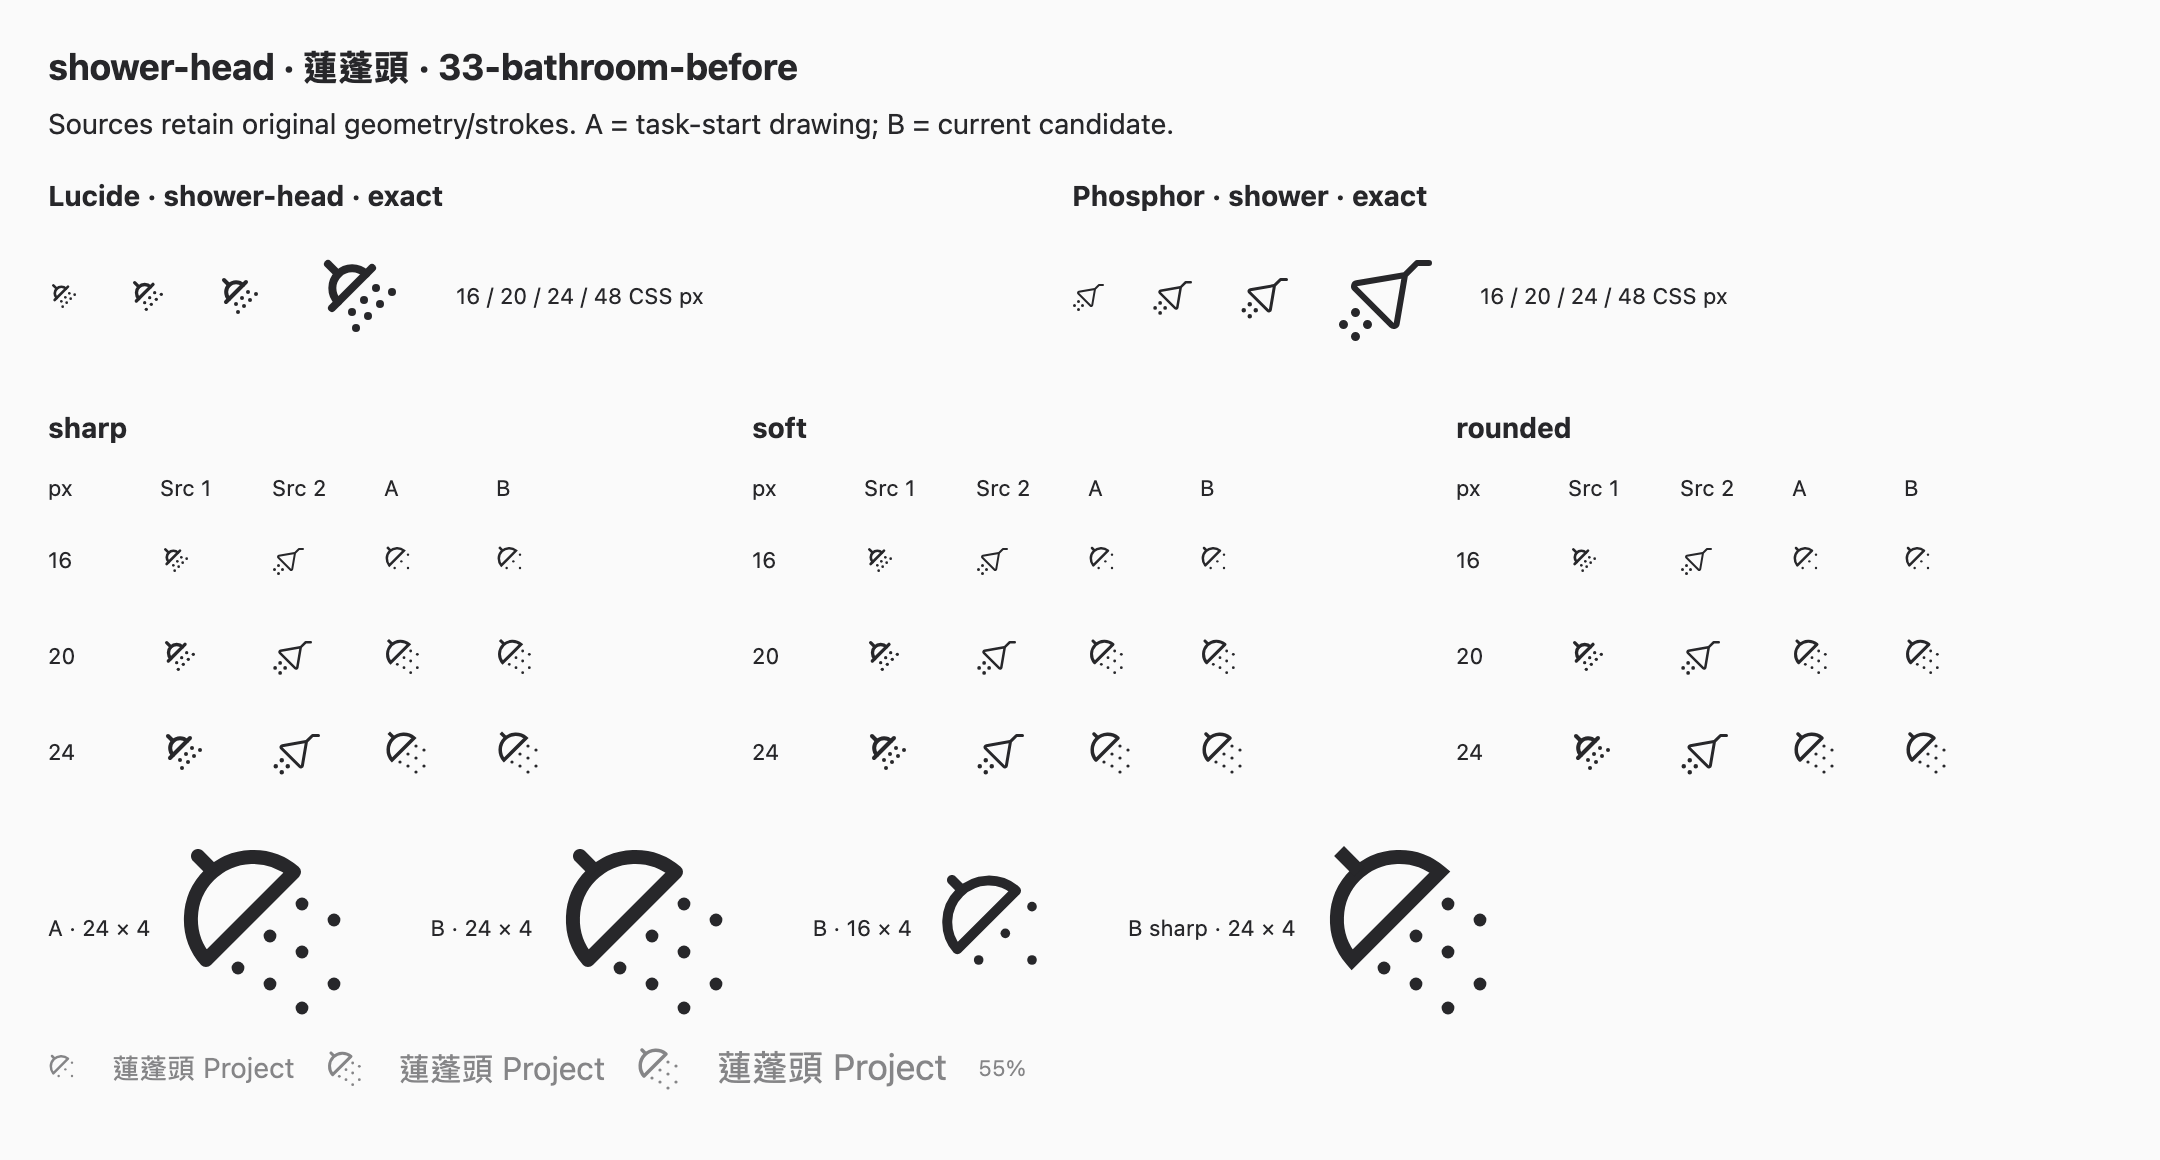 shower-head · 蓮蓬頭 · 33-bathroom-before
Sources retain original geometry/strokes. A = task-start drawing; B = current candidate.
Lucide · shower-head · exact
16 / 20 / 24 / 48 CSS px
Phosphor · shower · exact
16 / 20 / 24 / 48 CSS px
sharp
px Src 1 Src 2 A B
16
20
24
soft
px Src 1 Src 2 A B
16
20
24
rounded
px Src 1 Src 2 A B
16
20
24
A · 24 × 4
B · 24 × 4
B · 16 × 4
B sharp · 24 × 4
蓮蓬頭 Project 蓮蓬頭 Project 蓮蓬頭 Project 55%